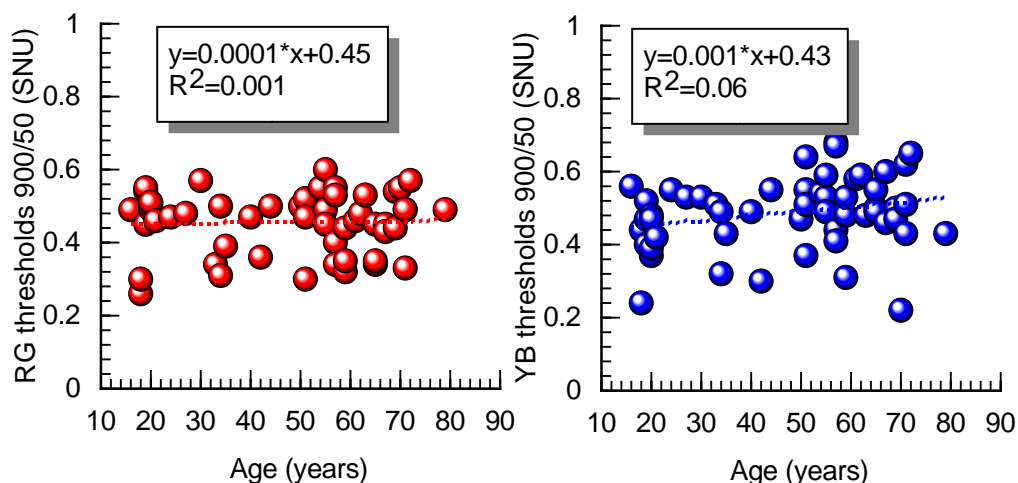 y=0.0001*x+0.45
R2=0.001
RG thresholds 900/50 (SNU)
1
0.8
0.6
0.4
0.2
0
10 20 30 40 50 60 70 80 90
Age (years)
y=0.001*x+0.43
R2=0.06
YB thresholds 900/50 (SNU)
1
0.8
0.6
0.4
0.2
0
10 20 30 40 50 60 70 80 90
Age (years)